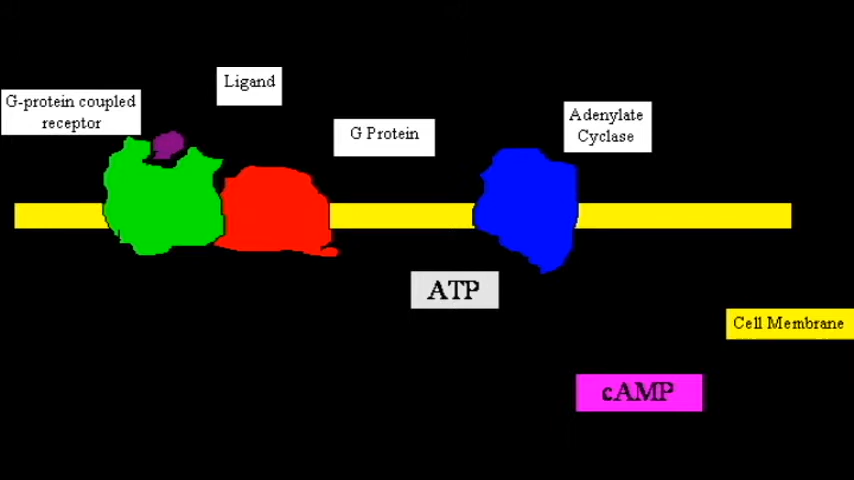 Ligand
G-protein coupled
receptor
G Protein
Adenylate
Cyclase
ATP
Cell Membrane
cAMP